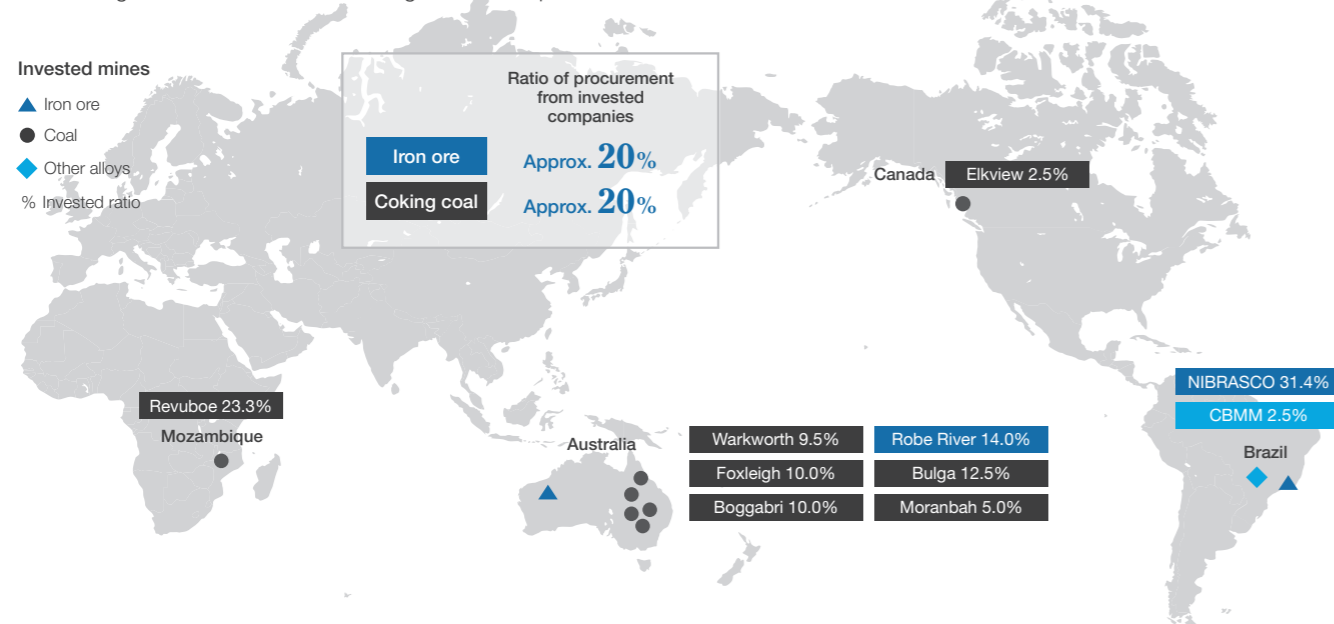 Invested mines
Iron ore
Coal
Other alloys
% Invested ratio
Ratio of procurement
from invested
companies
Iron ore
Approx. 20%
Coking coal
Approx. 20%
Canada
Elkview 2.5%
NIBRASCO 31.4%
CBMM 2.5%
Brazil
Revuboe 23.3%
Mozambique
Australia
Warkworth 9.5%
Robe River 14.0%
Foxleigh 10.0%
Bulga 12.5%
Boggabri 10.0%
Moranbah 5.0%